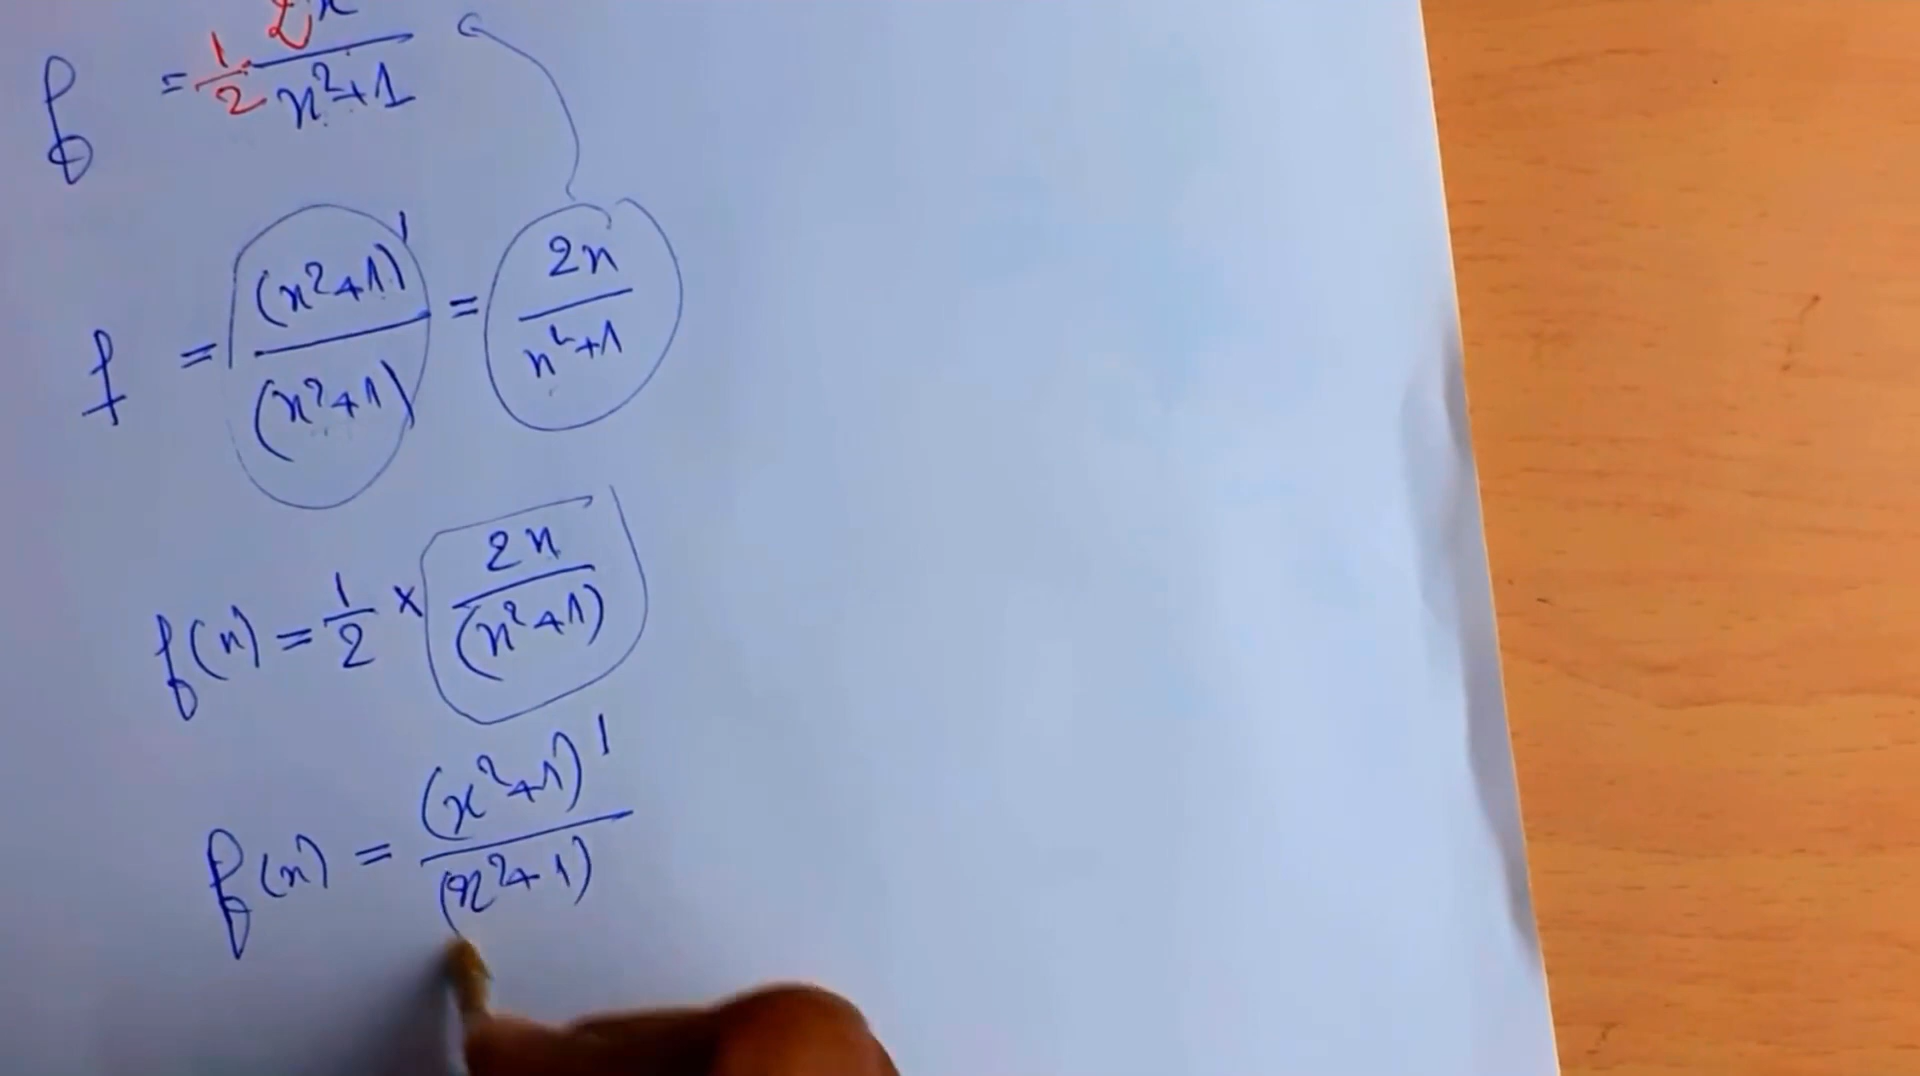 f = 1/2 2x/x²+1
f = (x²+1)'/(x²+1) = 2x/x²+1
f(x) = 1/2 × 2x/(x²+1)
f(x) = (x²+1)'/(x²+1)